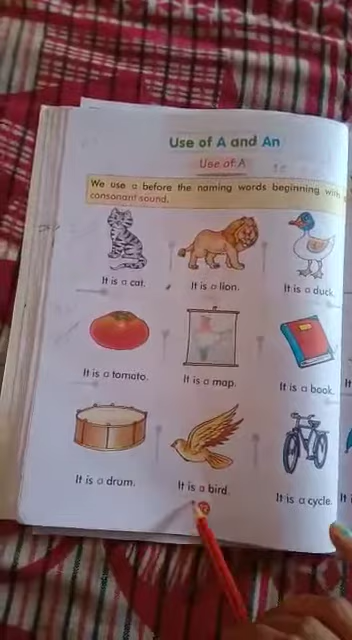 Use of A and An
Use of A
We use a before the naming words beginning with
consonant sound.
It is a cat.
It is a lion.
It is a duck.
It is a tomato.
It is a map.
It is a book.
It is a drum.
It is a bird.
It is a cycle.
It